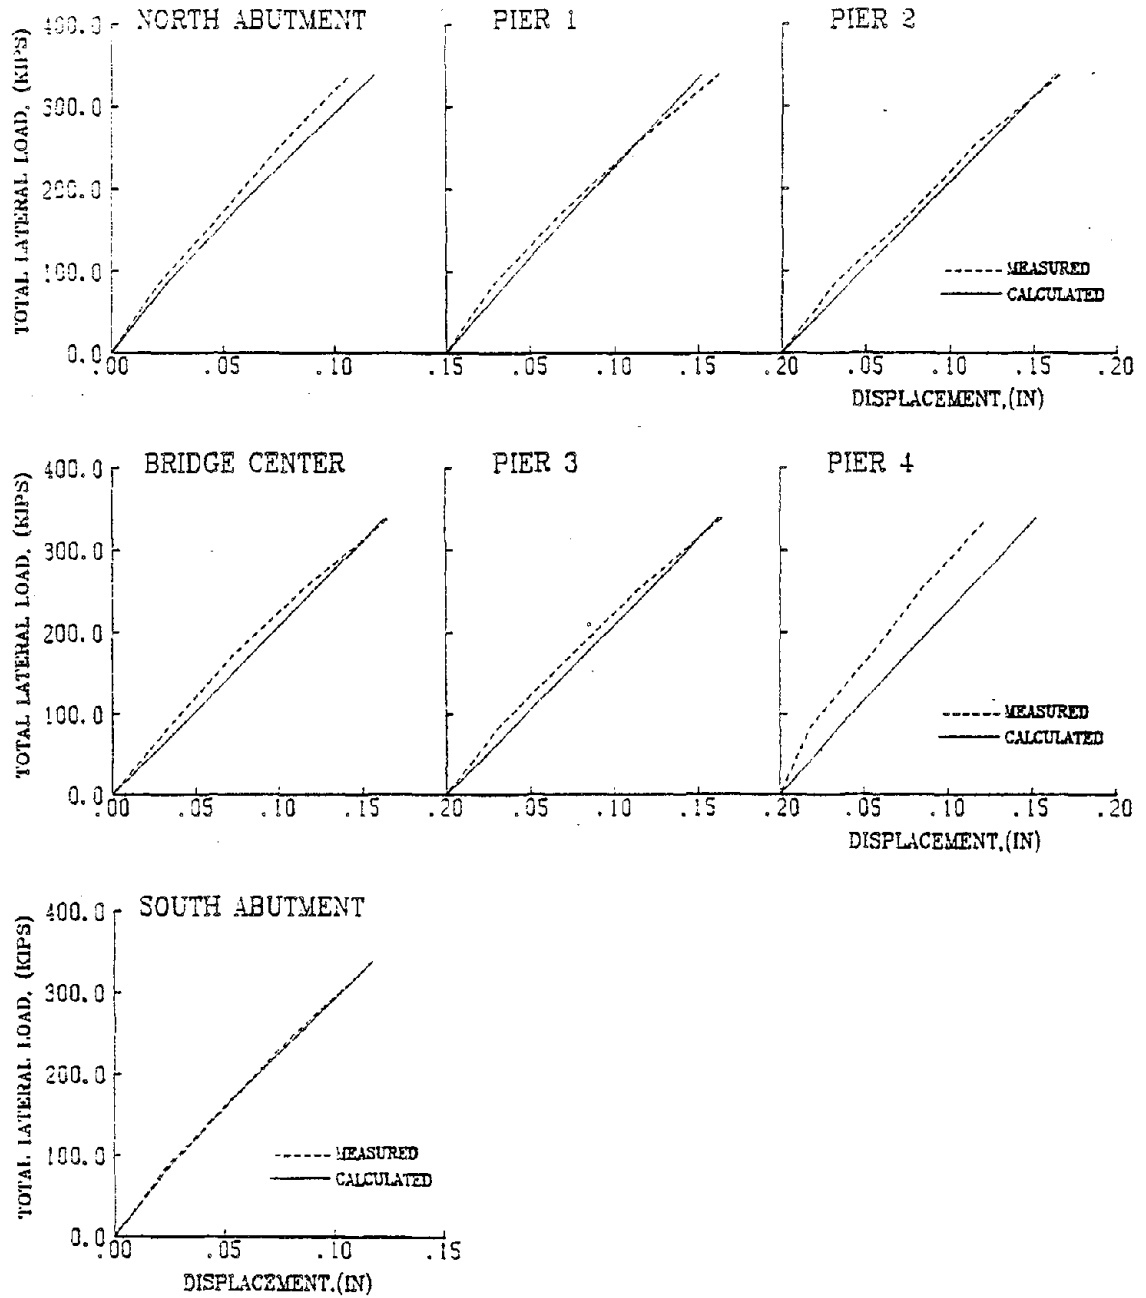 NORTH ABUTMENT PIER 1 PIER 2
TOTAL LATERAL LOAD, (KIPS)
400.0
300.0
200.0
100.0
0.0
MEASURED
CALCULATED
.00 .05 .10 .15 .05 .10 .15 .20 .05 .10 .15 .20
DISPLACEMENT,(IN)
BRIDGE CENTER PIER 3 PIER 4
TOTAL LATERAL LOAD, (KIPS)
400.0
300.0
200.0
100.0
0.0
MEASURED
CALCULATED
.00 .05 .10 .15 .20 .05 .10 .15 .20 .05 .10 .15 .20
DISPLACEMENT,(IN)
SOUTH ABUTMENT
TOTAL LATERAL LOAD, (KIPS)
400.0
300.0
200.0
100.0
0.0
MEASURED
CALCULATED
.00 .05 .10 .15
DISPLACEMENT,(IN)